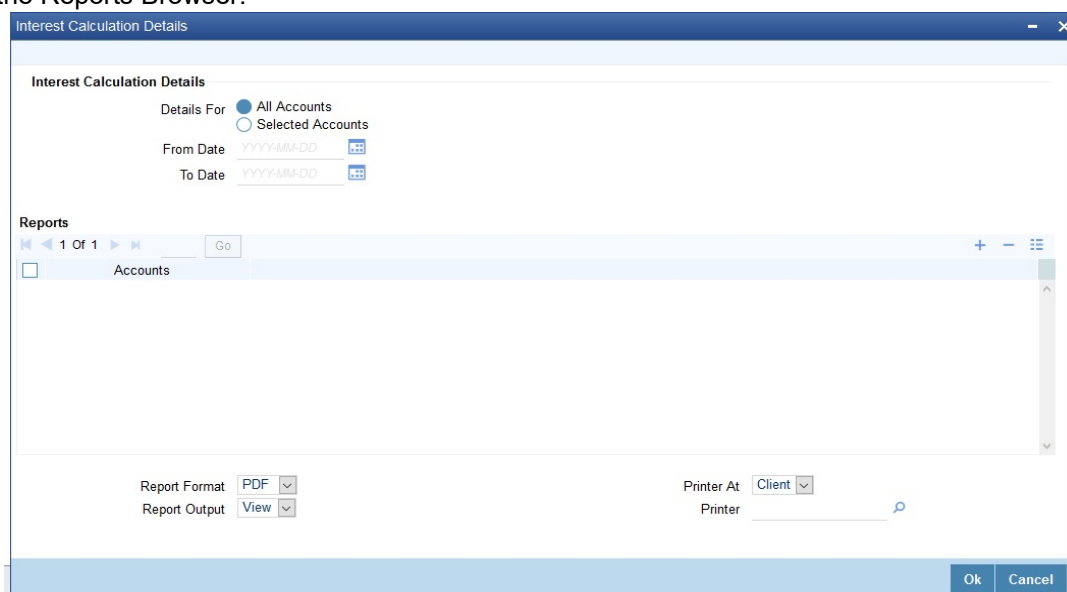 the Reports Browser.
Interest Calculation Details
Interest Calculation Details
Details For All Accounts
Selected Accounts
From Date YYYY-MM-DD
To Date YYYY-MM-DD
Reports
1 Of 1 Go
Accounts
Report Format PDF Printer At Client
Report Output View Printer
Ok Cancel